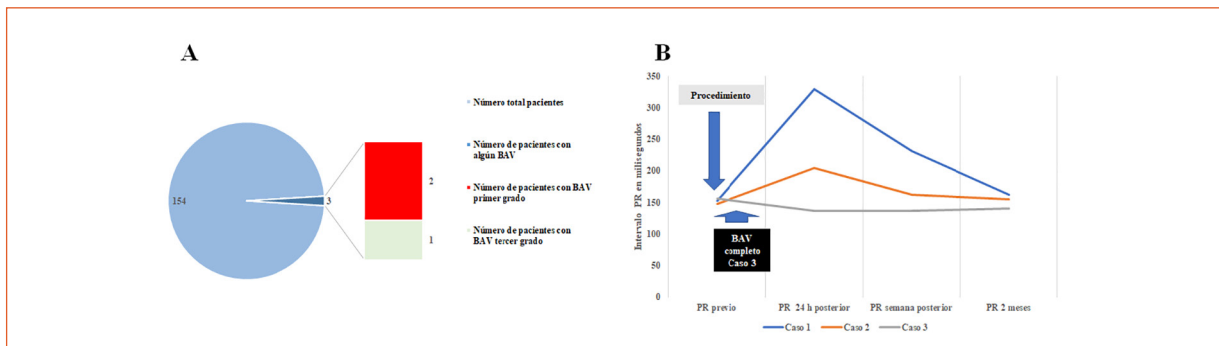 A
154
3
2
1
Número total pacientes
Número de pacientes con
algún BAV
Número de pacientes con BAV
primer grado
Número de pacientes con
BAV tercer grado
B
Intervalo PR en milisegundos
350
300
250
200
150
100
50
0
Procedimiento
BAV
completo
Caso 3
PR previo
PR 24 h posterior
PR semana posterior
PR 2 meses
Caso 1
Caso 2
Caso 3